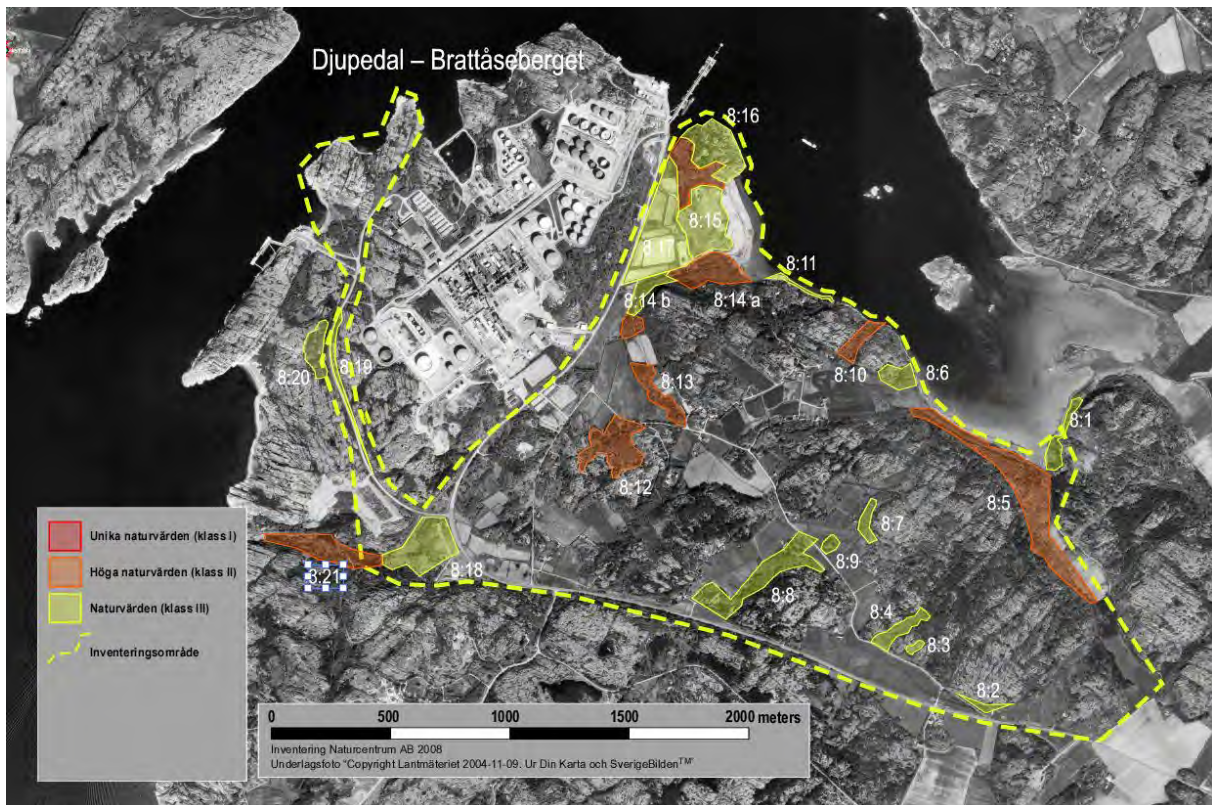 Djupedal – Brattåseberget
8:16
8:15
8:17
8:11
8:14 b
8:14 a
8:19
8:20
8:13
8:10
8:6
8:1
8:12
8:5
8:7
8:9
8:18
8:21
8:8
8:4
8:3
8:2
Unika naturvärden (klass I)
Höga naturvärden (klass II)
Naturvärden (klass III)
Inventeringsområde
0 500 1000 1500 2000 meters
Inventering Naturcentrum AB 2008
Underlagsfoto "Copyright Lantmäteriet 2004-11-09. Ur Din Karta och SverigeBilden™"